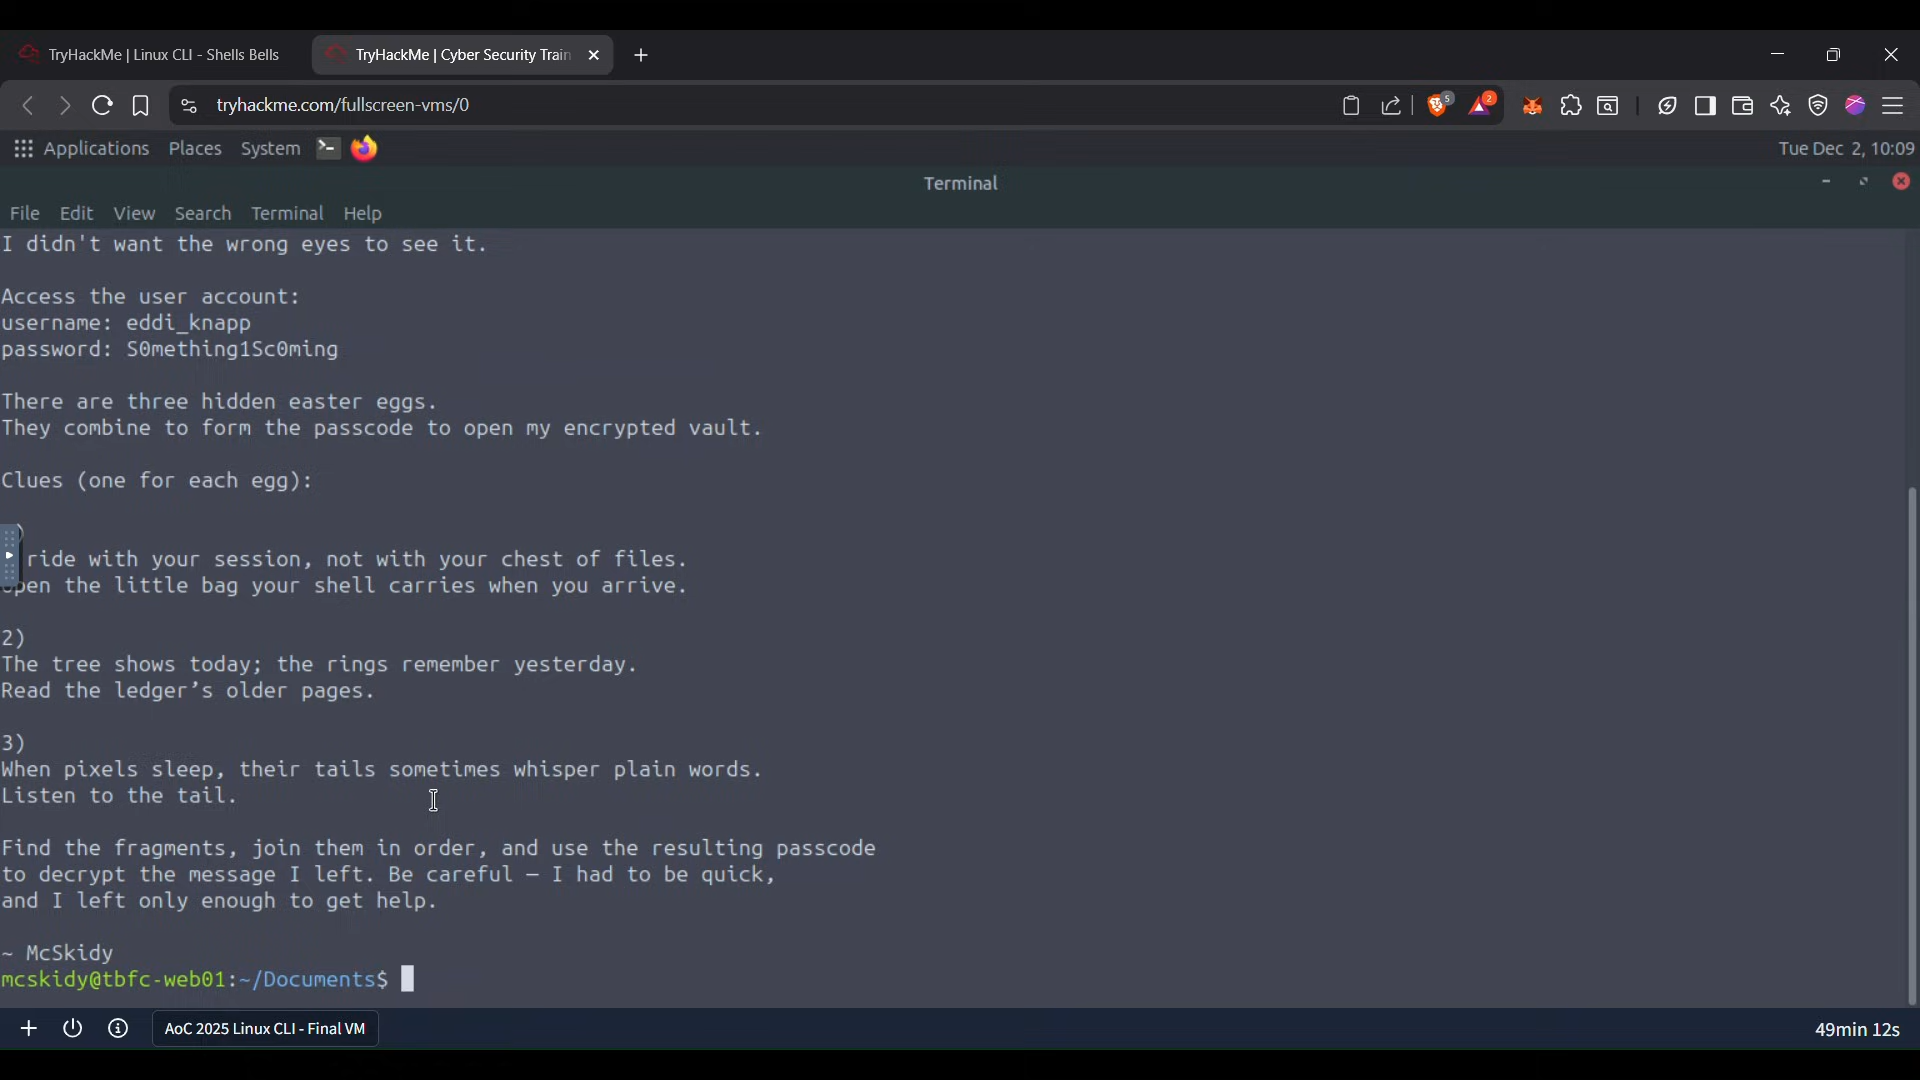 TryHackMe | Linux CLI - Shells Bells
TryHackMe | Cyber Security Train
tryhackme.com/fullscreen-vms/0
5
2
Applications Places System
Tue Dec 2, 10:09
Terminal
File Edit View Search Terminal Help
I didn't want the wrong eyes to see it.
Access the user account:
username: eddi_knapp
password: S0mething1Sc0ming
There are three hidden easter eggs.
They combine to form the passcode to open my encrypted vault.
Clues (one for each egg):
)
ride with your session, not with your chest of files.
pen the little bag your shell carries when you arrive.
2)
The tree shows today; the rings remember yesterday.
Read the ledger’s older pages.
3)
When pixels sleep, their tails sometimes whisper plain words.
Listen to the tail.
Find the fragments, join them in order, and use the resulting passcode
to decrypt the message I left. Be careful — I had to be quick,
and I left only enough to get help.
~ McSkidy
mcskidy@tbfc-web01:~/Documents$
AoC 2025 Linux CLI - Final VM
49min 12s